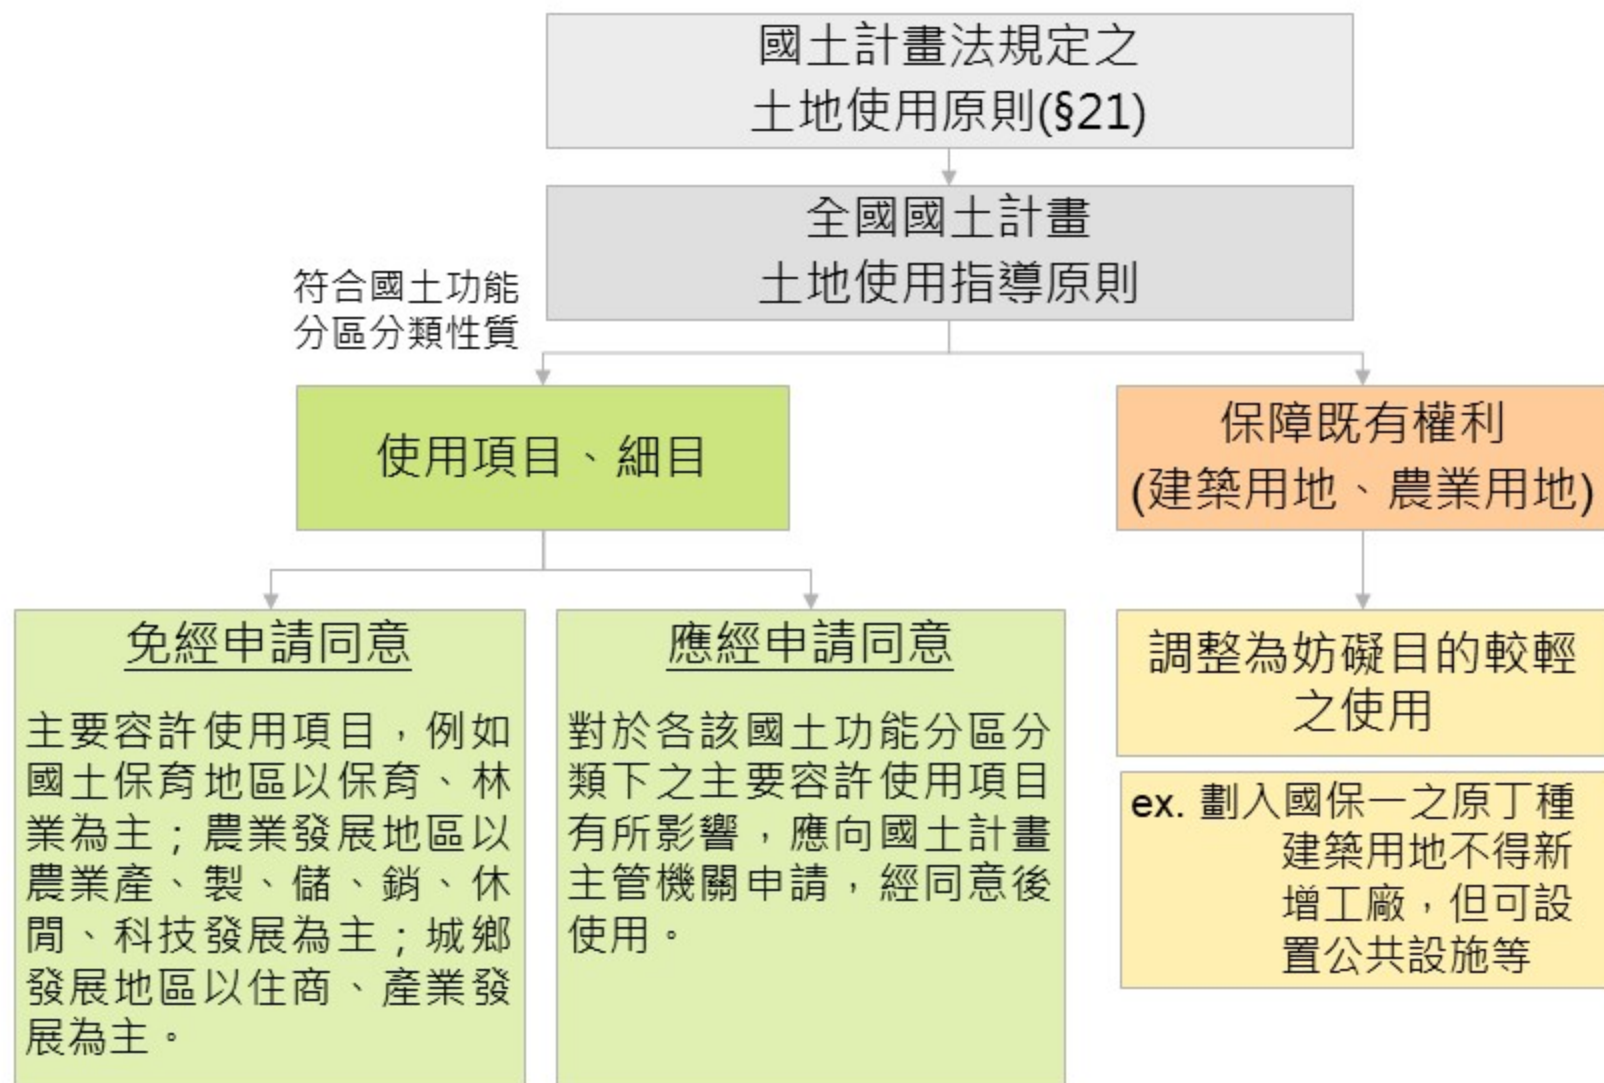 國土計畫法規定之
土地使用原則(§21)
全國國土計畫
土地使用指導原則
符合國土功能
分區分類性質
使用項目、細目
保障既有權利
(建築用地、農業用地)
免經申請同意
主要容許使用項目，例如
國土保育地區以保育、林
業為主；農業發展地區以
農業產、製、儲、銷、休
閒、科技發展為主；城鄉
發展地區以住商、產業發
展為主。
應經申請同意
對於各該國土功能分區分
類下之主要容許使用項目
有所影響，應向國土計畫
主管機關申請，經同意後
使用。
調整為妨礙目的較輕
之使用
ex. 劃入國保一之原丁種
建築用地不得新
增工廠，但可設
置公共設施等